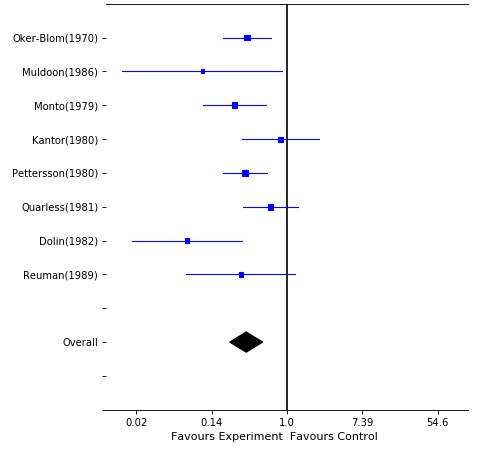 Oker-Blom(1970)
Muldoon(1986)
Monto(1979)
Kantor(1980)
Pettersson(1980)
Quarless(1981)
Dolin(1982)
Reuman(1989)
Overall
0.02 0.14 1.0 7.39 54.6
Favours Experiment Favours Control